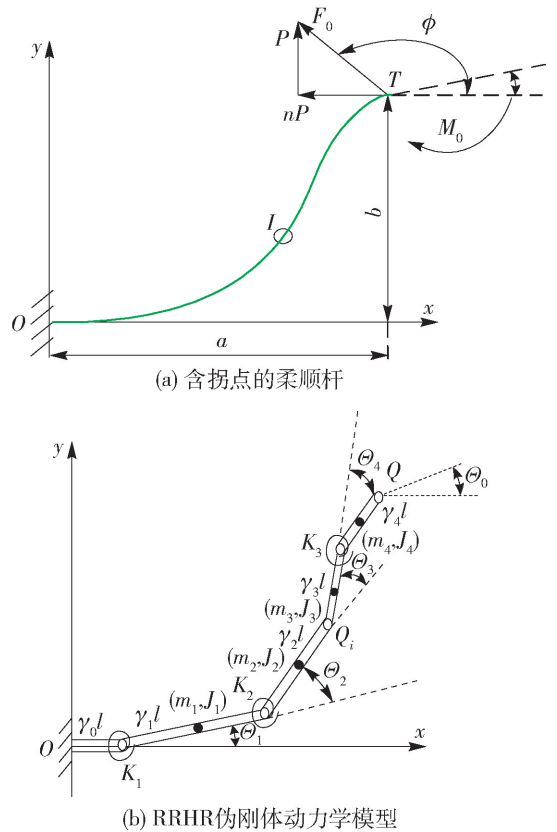 y
P
F₀
ϕ
T
nP
M₀
I
b
O
x
a
(a) 含拐点的柔顺杆
y
Θ₄
Q
Θ₀
γ₄l
K₃
(m₄,J₄)
γ₃l
Θ₃
(m₃,J₃)
γ₂l
Qᵢ
(m₂,J₂)
(m₁,J₁)
K₂
Θ₂
γ₀l
γ₁l
Θ₁
O
x
K₁
(b) RRHR伪刚体动力学模型